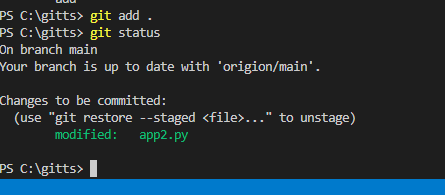 PS C:\gitts> git add .
PS C:\gitts> git status
On branch main
Your branch is up to date with 'origion/main'.
Changes to be committed:
(use "git restore --staged <file>..." to unstage)
modified: app2.py
PS C:\gitts>